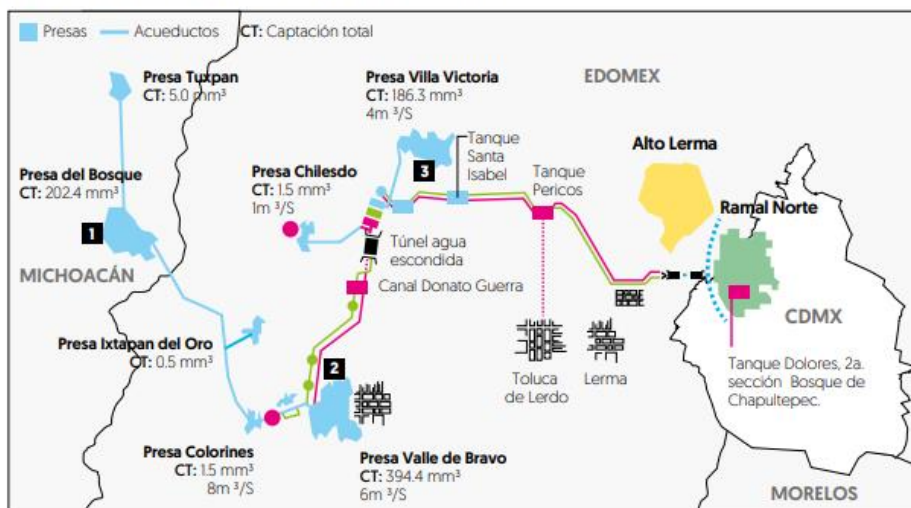 Presas
Acueductos
CT: Captación total
Presa Tuxpan
CT: 5.0 mm³
Presa Villa Victoria
CT: 186.3 mm³
4m ³/S
EDOMEX
Presa del Bosque
CT: 202.4 mm³
Presa Chilesdo
CT: 1.5 mm³
1m ³/S
3
Tanque
Santa
Isabel
Tanque
Pericos
Alto Lerma
Ramal Norte
1
MICHOACÁN
Túnel agua
escondida
Canal Donato Guerra
CDMX
Presa Ixtapan del Oro
CT: 0.5 mm³
2
Toluca
de Lerdo
Lerma
Tanque Dolores, 2a.
sección Bosque de
Chapultepec.
Presa Colorines
CT: 1.5 mm³
8m ³/S
Presa Valle de Bravo
CT: 394.4 mm³
6m ³/S
MORELOS